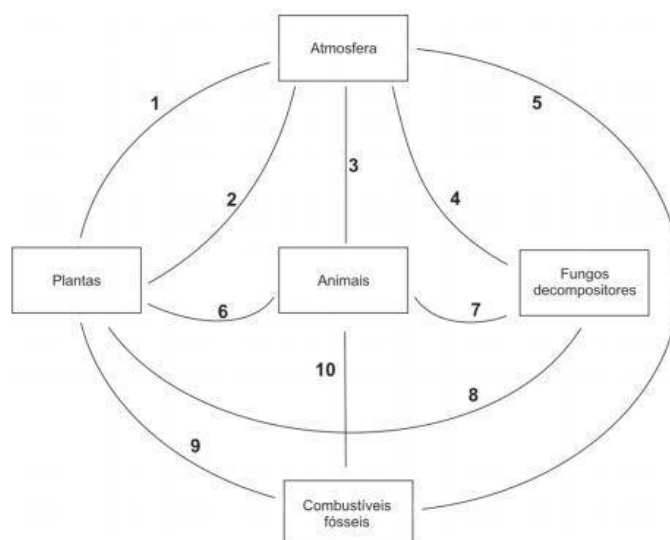 Atmosfera
1
5
3
2
4
Plantas
Animais
Fungos
decompositores
6
7
10
8
9
Combustíveis
fósseis